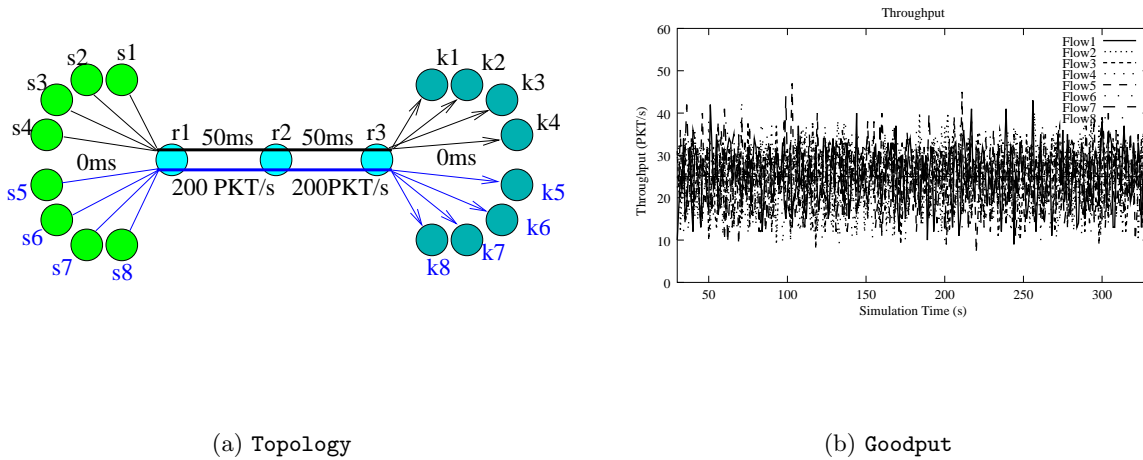 s1
s2
s3
s4
0ms
s5
s6
s7
s8
r1
50ms
r2
50ms
r3
200 PKT/s
200PKT/s
k1
k2
k3
k4
0ms
k5
k6
k7
k8
(a) Topology
Throughput
Throughput (PKT/s)
60
50
40
30
20
10
0
50
100
150
200
250
300
Simulation Time (s)
Flow1
Flow2
Flow3
Flow4
Flow5
Flow6
Flow7
Flow8
(b) Goodput